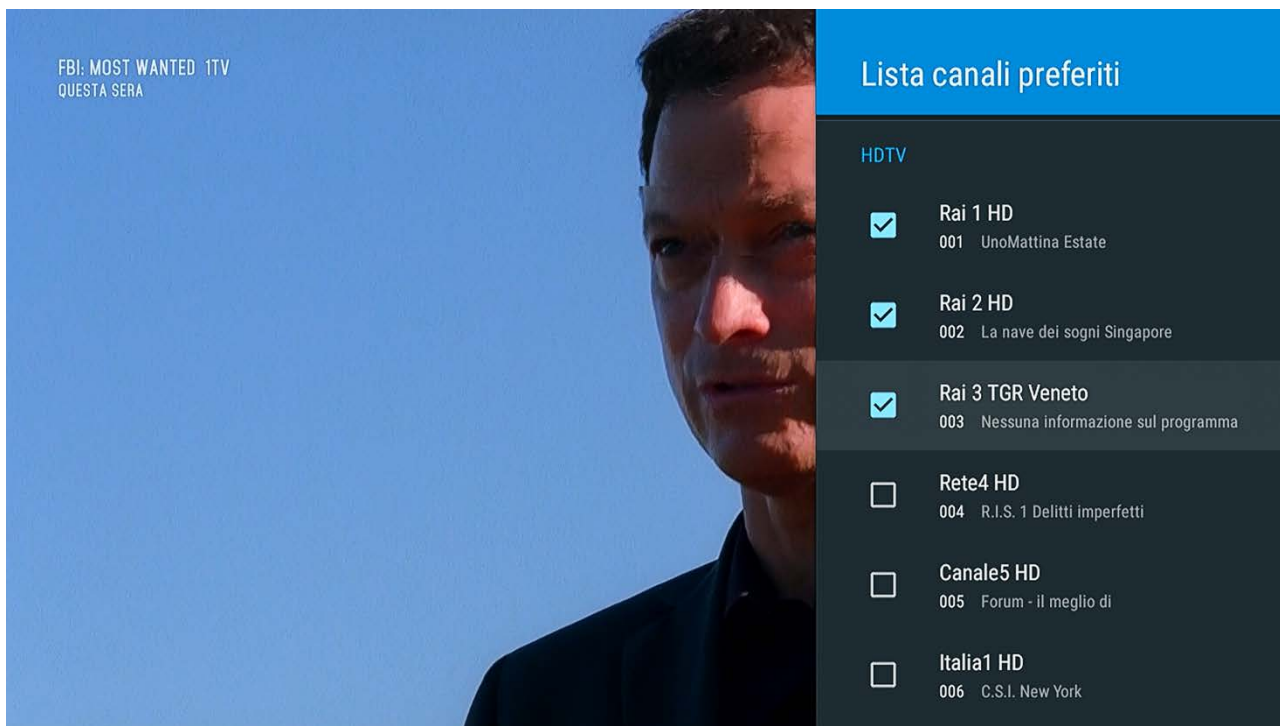 FBI: MOST WANTED 1TV
QUESTA SERA
Lista canali preferiti
HDTV
Rai 1 HD
001 UnoMattina Estate
Rai 2 HD
002 La nave dei sogni Singapore
Rai 3 TGR Veneto
003 Nessuna informazione sul programma
Rete4 HD
004 R.I.S. 1 Delitti imperfetti
Canale5 HD
005 Forum - il meglio di
Italia1 HD
006 C.S.I. New York